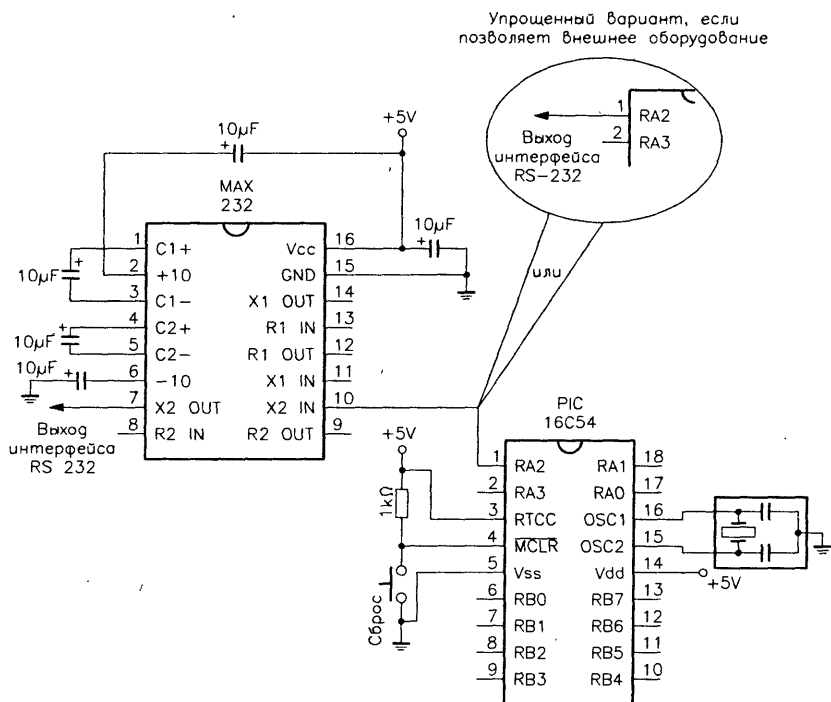 Упрощенный вариант, если
позволяет внешнее оборудование
1 RA2
2 RA3
Выход
интерфейса
RS-232
+5V
10µF
+
MAX
232
10µF
+
1 C1+
2 +10
3 C1-
4 C2+
5 C2-
6 -10
7 X2 OUT
8 R2 IN
Vcc 16
GND 15
X1 OUT 14
R1 IN 13
R1 OUT 12
X1 IN 11
X2 IN 10
R2 OUT 9
10µF
+
10µF
+
10µF
+
Выход
интерфейса
RS 232
или
PIC
16C54
+5V
1kΩ
Сброс
1 RA2
2 RA3
3 RTCC
4 MCLR
5 Vss
6 RB0
7 RB1
8 RB2
9 RB3
RA1 18
RA0 17
OSC1 16
OSC2 15
Vdd 14
RB7 13
RB6 12
RB5 11
RB4 10
+5V